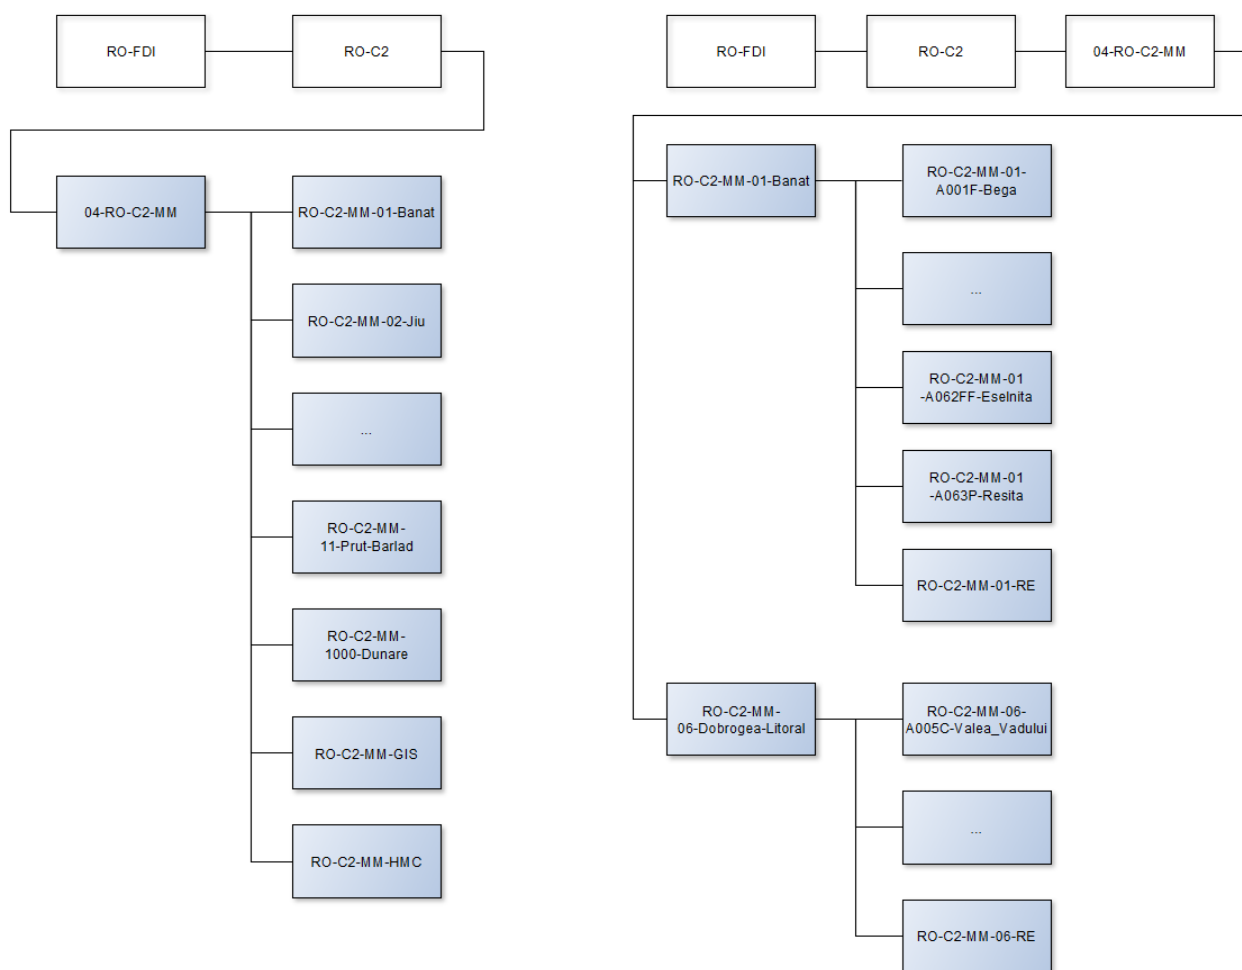 RO-FDI
RO-C2
04-RO-C2-MM
RO-C2-MM-01-Banat
RO-C2-MM-02-Jiu
...
RO-C2-MM-
11-Prut-Barlad
RO-C2-MM-
1000-Dunare
RO-C2-MM-GIS
RO-C2-MM-HMC
RO-FDI
RO-C2
04-RO-C2-MM
RO-C2-MM-01-Banat
RO-C2-MM-01-
A001F-Bega
...
RO-C2-MM-01
-A062FF-Eselnita
RO-C2-MM-01
-A063P-Resita
RO-C2-MM-01-RE
RO-C2-MM-
06-Dobrogea-Litoral
RO-C2-MM-06-
A005C-Valea_Vadului
...
RO-C2-MM-06-RE